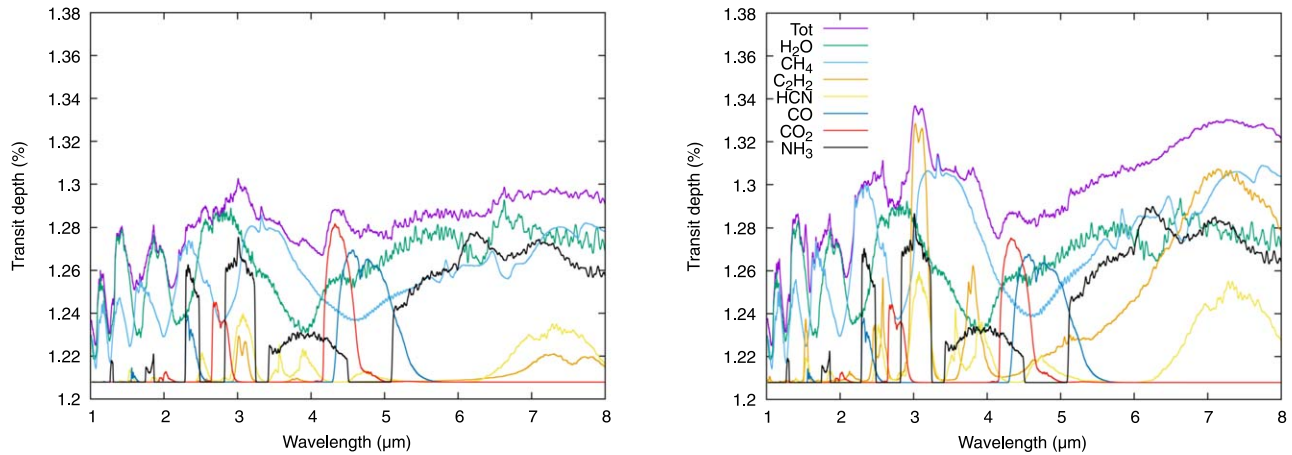 1.38
1.36
1.34
1.32
1.3
1.28
1.26
1.24
1.22
1.2
Transit depth (%)
1 2 3 4 5 6 7 8
Wavelength (µm)
1.38
1.36
1.34
1.32
1.3
1.28
1.26
1.24
1.22
1.2
Transit depth (%)
Tot
H₂O
CH₄
C₂H₂
HCN
CO
CO₂
NH₃
1 2 3 4 5 6 7 8
Wavelength (µm)